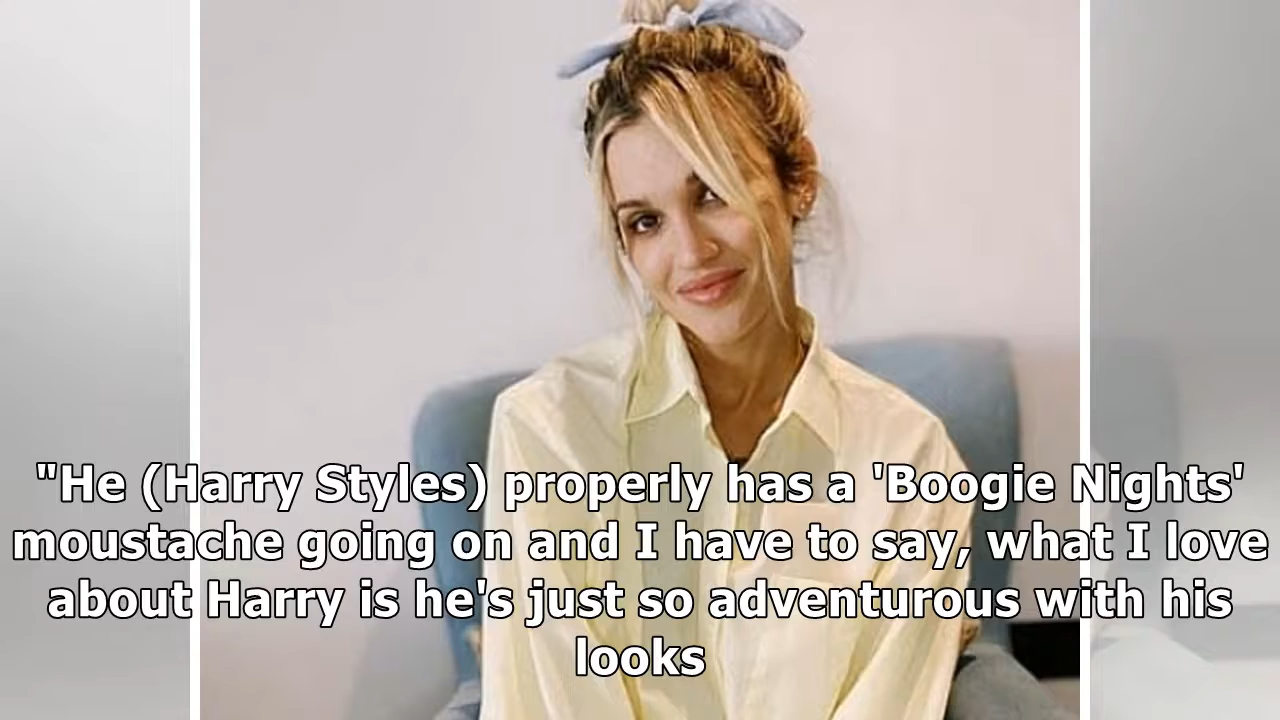 "He (Harry Styles) properly has a 'Boogie Nights'
moustache going on and I have to say, what I love
about Harry is he's just so adventurous with his
looks